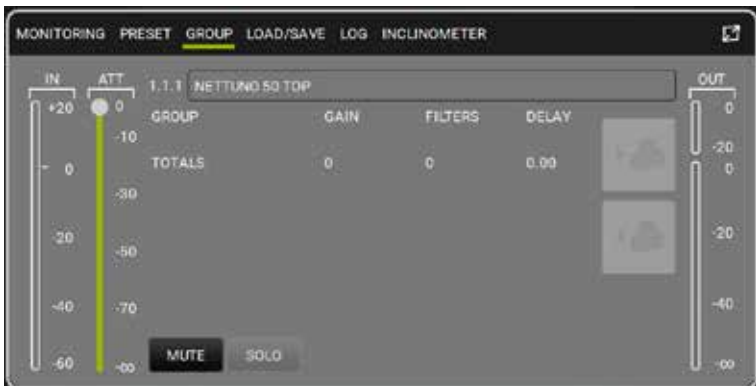 MONITORING PRESET GROUP LOAD/SAVE LOG INCLINOMETER
IN ATT OUT
1.1.1 NETTUNO 50 TOP
+20 0 0
GROUP GAIN FILTERS DELAY
-10
-20
TOTALS 0 0 0.00
0 0
-30
-20 -20
-50
-40 -70 -40
MUTE SOLO
-60 -∞ -∞